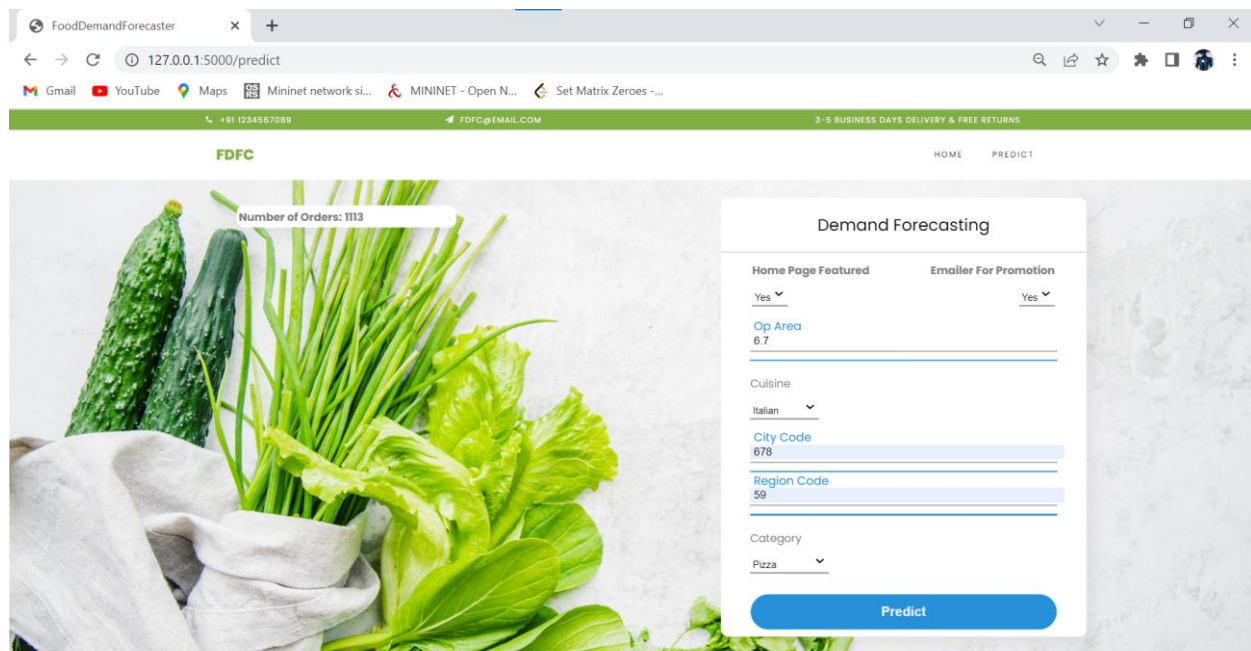 FoodDemandForecaster
127.0.0.1:5000/predict
Gmail YouTube Maps Mininet network si... MININET - Open N... Set Matrix Zeroes -...
+91 1234567089 FDFC@EMAIL.COM 3-5 BUSINESS DAYS DELIVERY & FREE RETURNS
FDFC HOME PREDICT
Number of Orders: 1113
Demand Forecasting
Home Page Featured Emailer For Promotion
Yes Yes
Op Area
6.7
Cuisine
Italian
City Code
678
Region Code
59
Category
Pizza
Predict